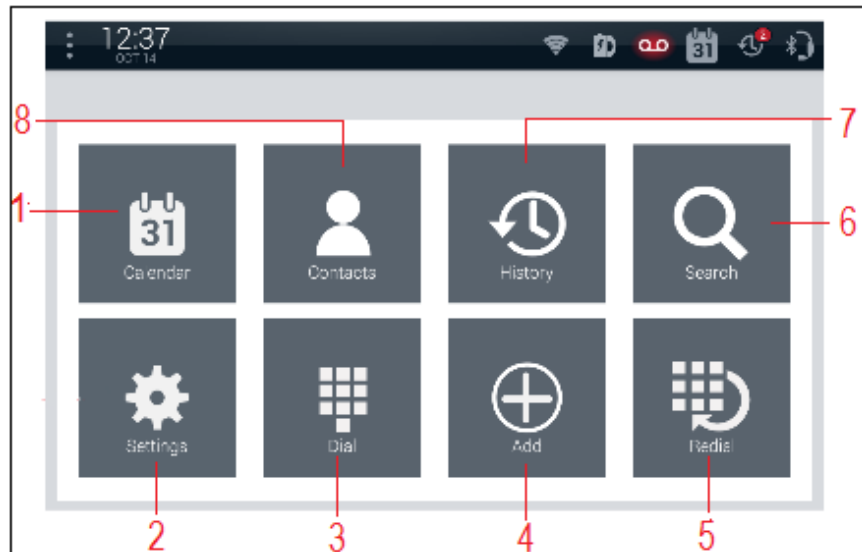 12:37
OCT 14
31
2
8
7
1
31
Calendar
Contacts
History
Search
6
Settings
Dial
Add
Redial
2
3
4
5